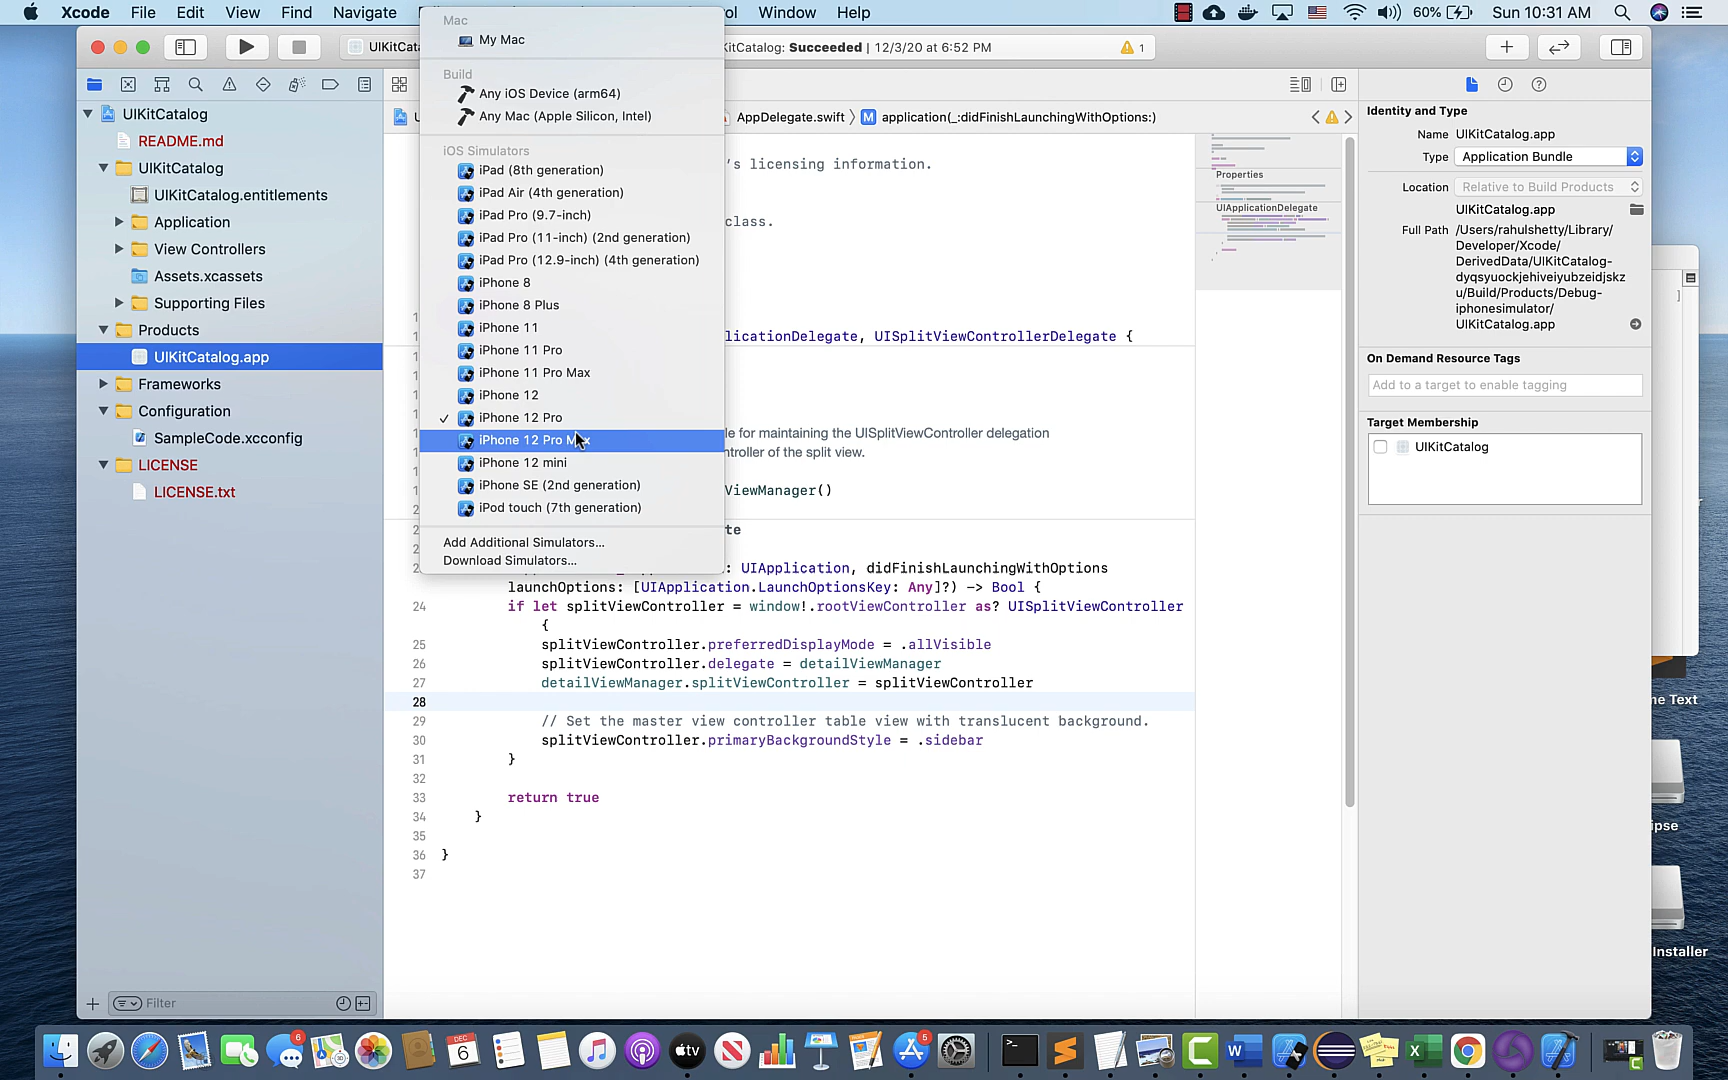 Xcode File Edit View Find Navigate Window Help 60% Sun 10:31 AM
UIKitCatalog: Succeeded | 12/3/20 at 6:52 PM 1
Mac
My Mac
Build
Any iOS Device (arm64)
Any Mac (Apple Silicon, Intel)
iOS Simulators
iPad (8th generation)
iPad Air (4th generation)
iPad Pro (9.7-inch)
iPad Pro (11-inch) (2nd generation)
iPad Pro (12.9-inch) (4th generation)
iPhone 8
iPhone 8 Plus
iPhone 11
iPhone 11 Pro
iPhone 11 Pro Max
iPhone 12
iPhone 12 Pro
iPhone 12 Pro Max
iPhone 12 mini
iPhone SE (2nd generation)
iPod touch (7th generation)
Add Additional Simulators...
Download Simulators...
UIKitCatalog
README.md
UIKitCatalog
UIKitCatalog.entitlements
Application
View Controllers
Assets.xcassets
Supporting Files
Products
UIKitCatalog.app
Frameworks
Configuration
SampleCode.xcconfig
LICENSE
LICENSE.txt
Filter
AppDelegate.swift M application(_:didFinishLaunchingWithOptions:)
's licensing information.
class.
licationDelegate, UISplitViewControllerDelegate {
le for maintaining the UISplitViewController delegation
ntroller of the split view.
ViewManager()
te
: UIApplication, didFinishLaunchingWithOptions
launchOptions: [UIApplication.LaunchOptionsKey: Any]?) -> Bool {
24 if let splitViewController = window!.rootViewController as? UISplitViewController
{
25 splitViewController.preferredDisplayMode = .allVisible
26 splitViewController.delegate = detailViewManager
27 detailViewManager.splitViewController = splitViewController
28
29 // Set the master view controller table view with translucent background.
30 splitViewController.primaryBackgroundStyle = .sidebar
31 }
32
33 return true
34 }
35
36 }
37
Properties
UIApplicationDelegate
Identity and Type
Name UIKitCatalog.app
Type Application Bundle
Location Relative to Build Products
UIKitCatalog.app
Full Path /Users/rahulshetty/Library/
Developer/Xcode/
DerivedData/UIKitCatalog-
dyqsyuockjehiveiyubzeidjskz
u/Build/Products/Debug-
iphonesimulator/
UIKitCatalog.app
On Demand Resource Tags
Add to a target to enable tagging
Target Membership
UIKitCatalog
me Text
ipse
Installer
6
DEC
6
tv
5